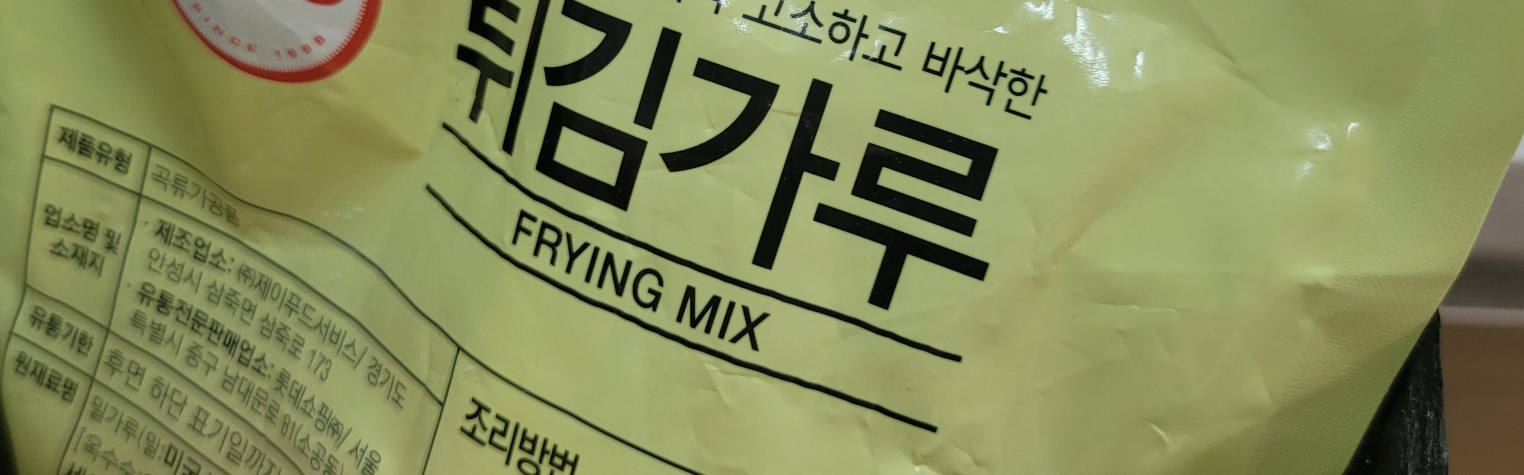 SINCE 1998
고소하고 바삭한
튀김가루
FRYING MIX
제품유형
곡류가공품
업소명 및
소재지
· 제조업소: ㈜제이푸드서비스/ 경기도
안성시 삼죽면 삼죽로 173
· 유통전문판매업소: 롯데쇼핑㈜/ 서울
특별시 중구 남대문로 81(소공동)
유통기한
후면 하단 표기일까지
원재료명
밀가루(밀:미국
조리방법